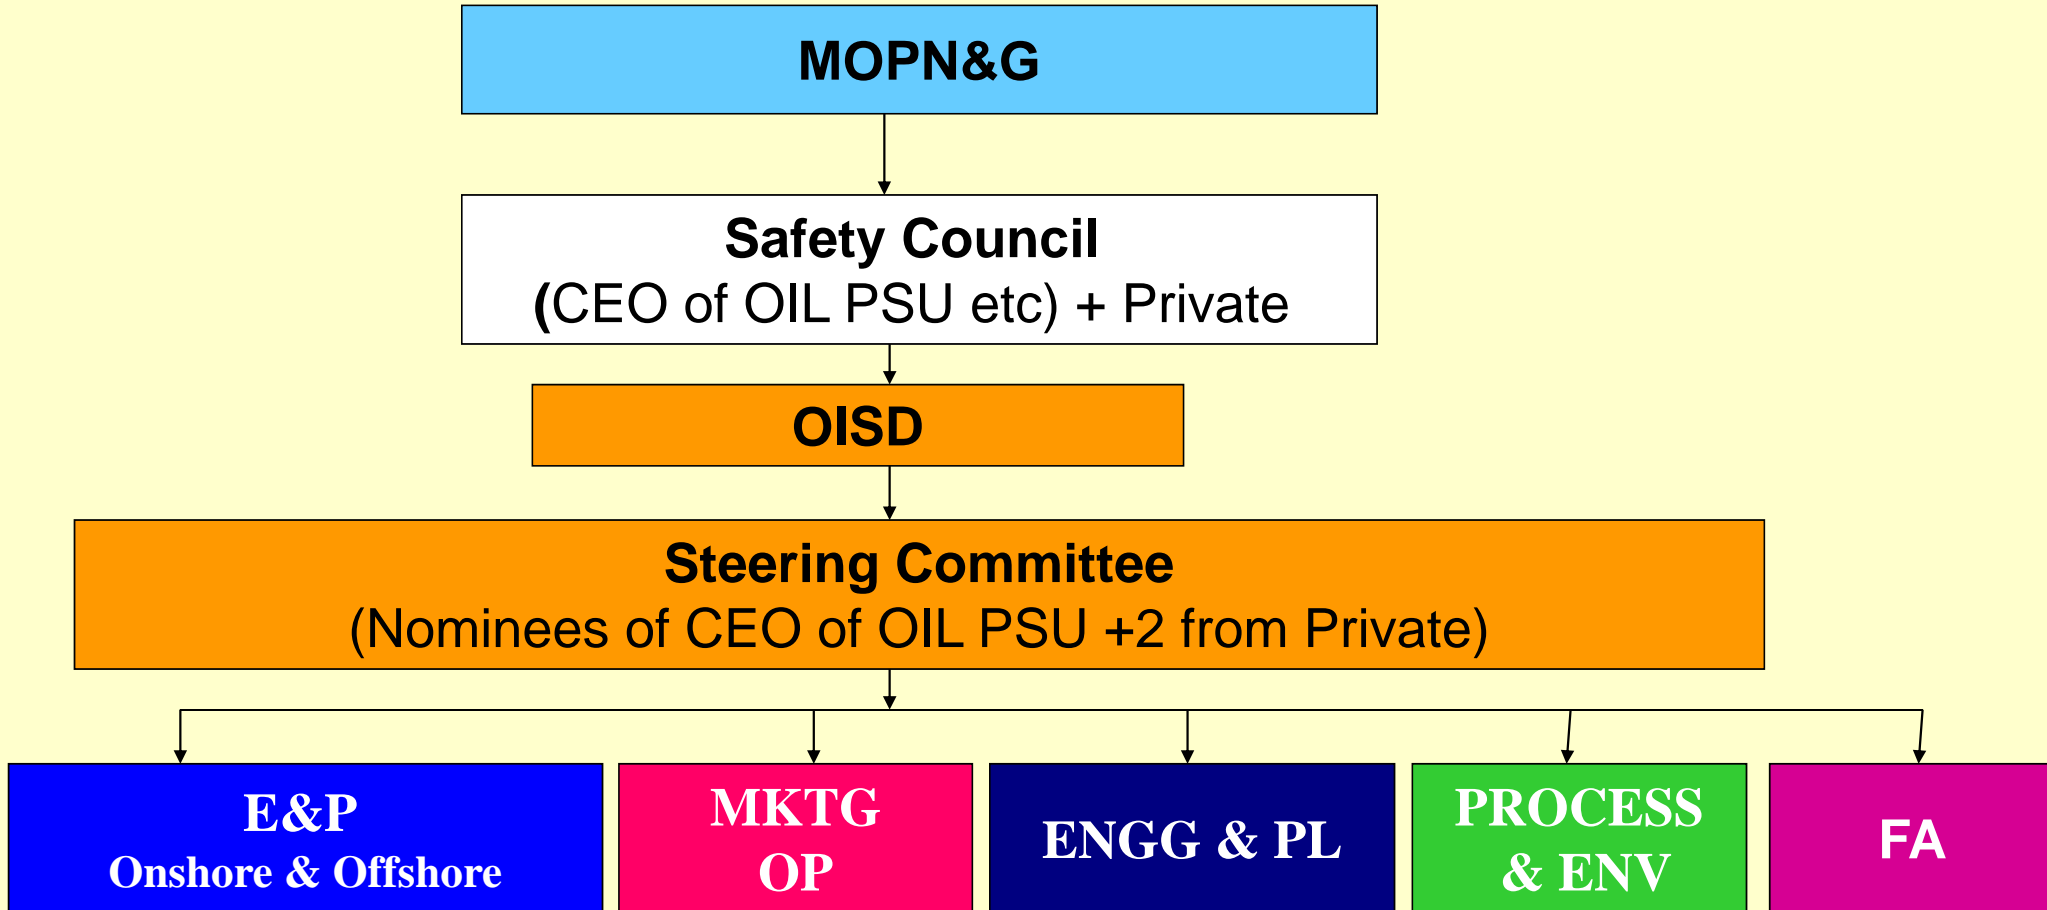 MOPN&G
Safety Council
(CEO of OIL PSU etc) + Private
OISD
Steering Committee
(Nominees of CEO of OIL PSU +2 from Private)
E&P
Onshore & Offshore
MKTG
OP
ENGG & PL
PROCESS
& ENV
FA